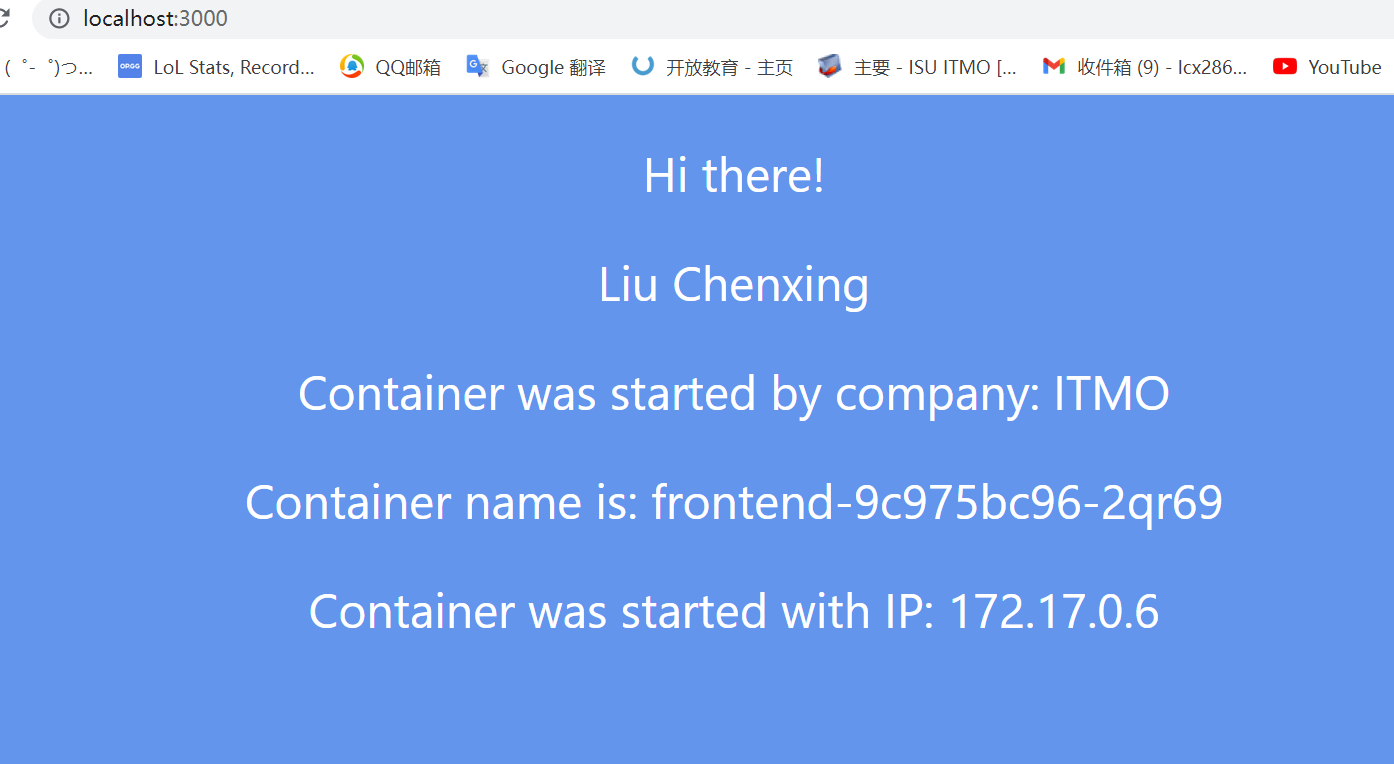 localhost:3000
( ゜- ゜)つ... LoL Stats, Record... QQ邮箱 Google 翻译 开放教育 - 主页 主要 - ISU ITMO [... 收件箱 (9) - lcx286... YouTube
Hi there!
Liu Chenxing
Container was started by company: ITMO
Container name is: frontend-9c975bc96-2qr69
Container was started with IP: 172.17.0.6